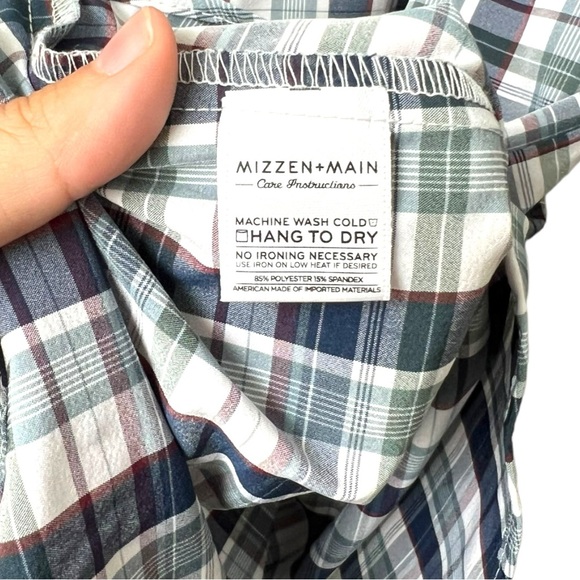 MIZZEN+MAIN
Care Instructions
MACHINE WASH COLD
HANG TO DRY
NO IRONING NECESSARY
USE IRON ON LOW HEAT IF DESIRED
85% POLYESTER 15% SPANDEX
AMERICAN MADE OF IMPORTED MATERIALS